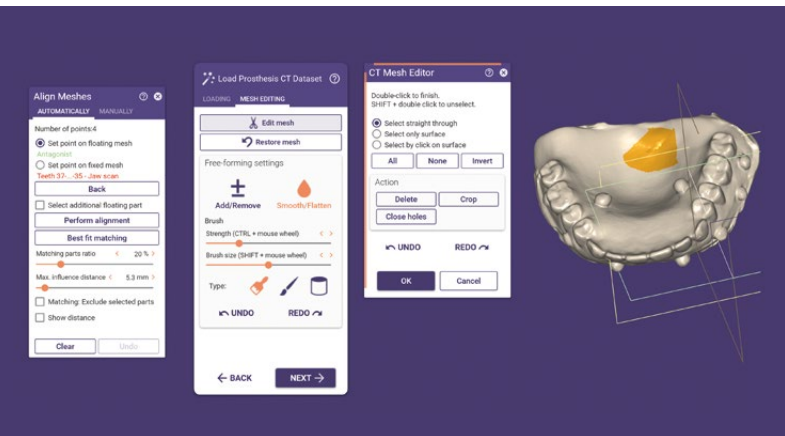 Align Meshes
AUTOMATICALLY MANUALLY
Number of points:4
Set point on floating mesh
Antagonist
Set point on fixed mesh
Teeth 37-...-35 - Jaw scan
Back
Select additional floating part
Perform alignment
Best fit matching
Matching parts ratio < 20 % >
Max. influence distance < 5.3 mm >
Matching: Exclude selected parts
Show distance
Clear Undo
Load Prosthesis CT Dataset
LOADING MESH EDITING
Edit mesh
Restore mesh
Free-forming settings
Add/Remove Smooth/Flatten
Brush
Strength (CTRL + mouse wheel) < >
Brush size (SHIFT + mouse wheel) < >
Type:
UNDO REDO
BACK NEXT
CT Mesh Editor
Double-click to finish.
SHIFT + double click to unselect.
Select straight through
Select only surface
Select by click on surface
All None Invert
Action
Delete Crop
Close holes
UNDO REDO
OK Cancel